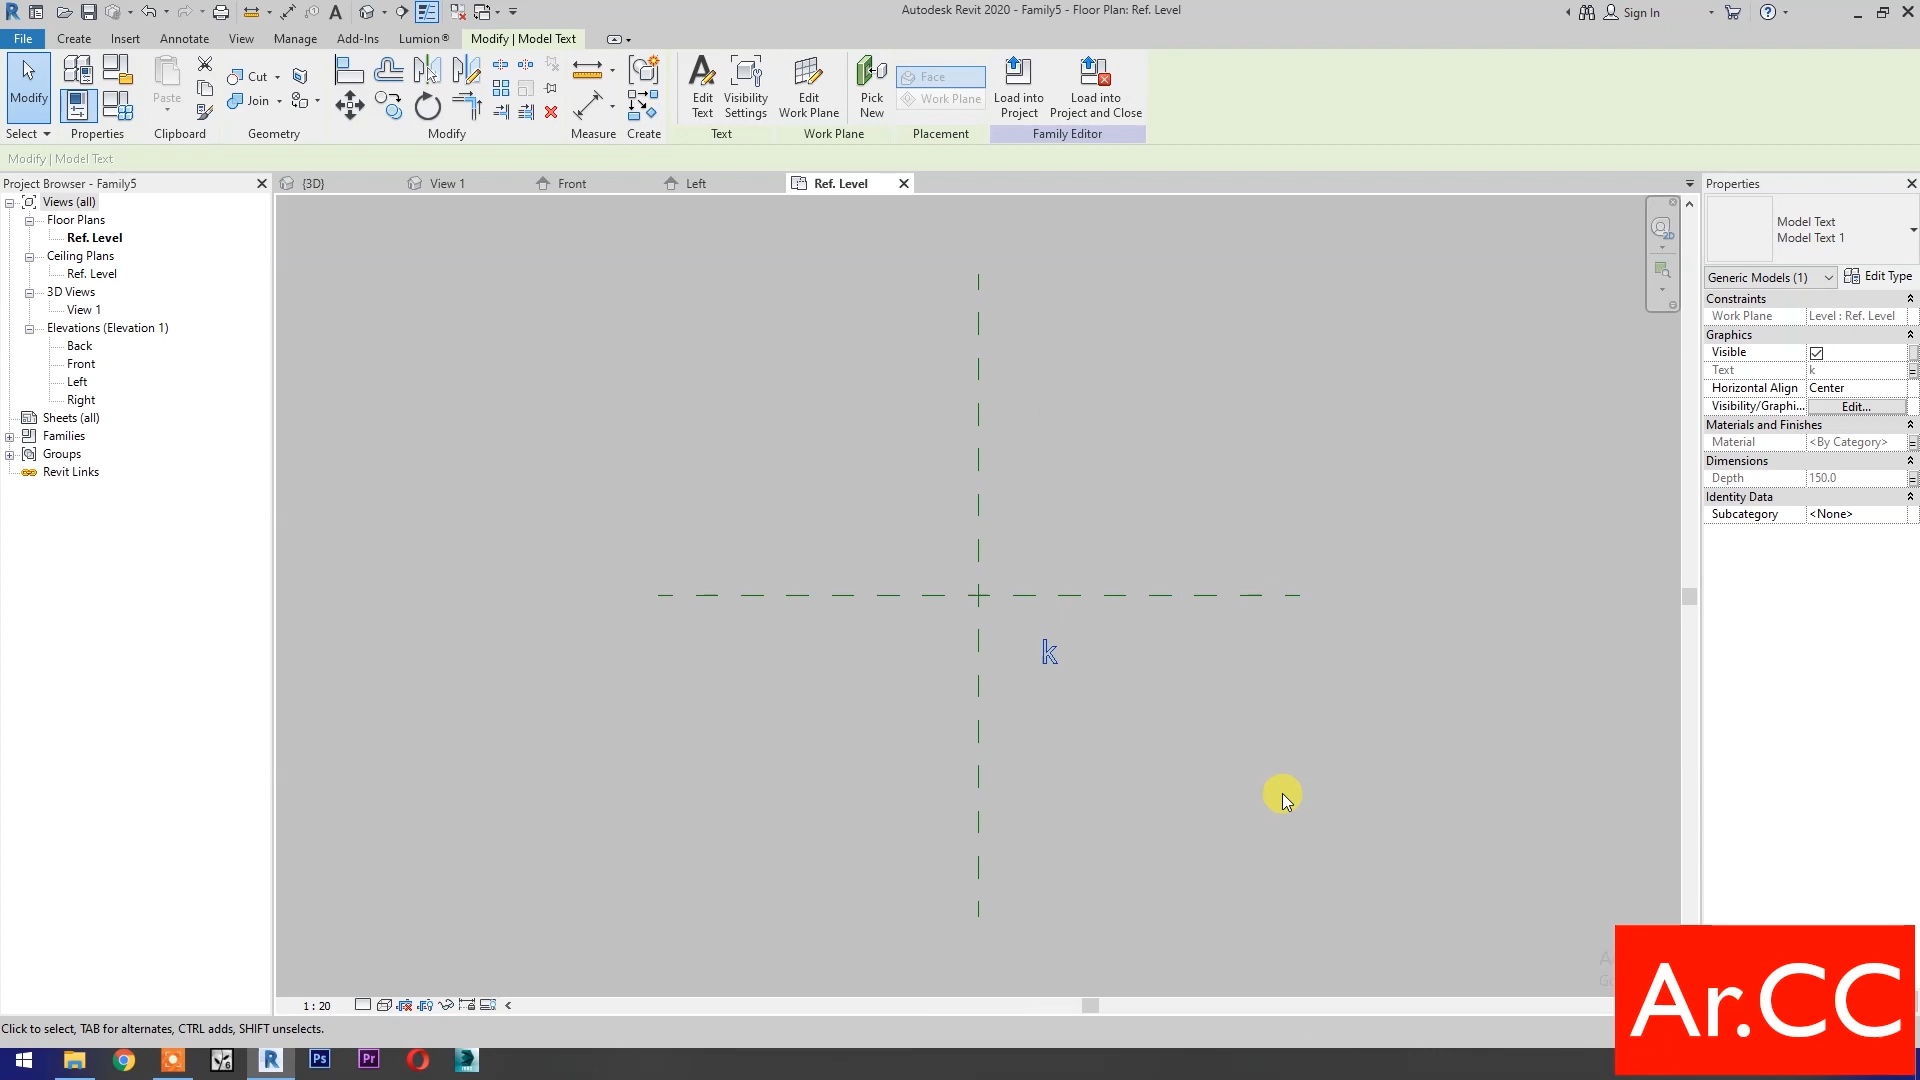 Autodesk Revit 2020 - Family5 - Floor Plan: Ref. Level
Sign In
File Create Insert Annotate View Manage Add-Ins Lumion® Modify | Model Text
Modify
Paste
Cut
Join
Edit Text
Visibility Settings
Edit Work Plane
Pick New
Face
Work Plane
Load into Project
Load into Project and Close
Select Properties Clipboard Geometry Modify Measure Create Text Work Plane Placement Family Editor
Modify | Model Text
Project Browser - Family5
{3D} View 1 Front Left Ref. Level
Properties
Views (all)
Floor Plans
Ref. Level
Ceiling Plans
Ref. Level
3D Views
View 1
Elevations (Elevation 1)
Back
Front
Left
Right
Sheets (all)
Families
Groups
Revit Links
2D
k
Model Text
Model Text 1
Generic Models (1) Edit Type
Constraints
Work Plane Level : Ref. Level
Graphics
Visible
Text k
Horizontal Align Center
Visibility/Graphi... Edit...
Materials and Finishes
Material <By Category>
Dimensions
Depth 150.0
Identity Data
Subcategory <None>
1 : 20
Click to select, TAB for alternates, CTRL adds, SHIFT unselects.
Ar.CC
R Ps Pr